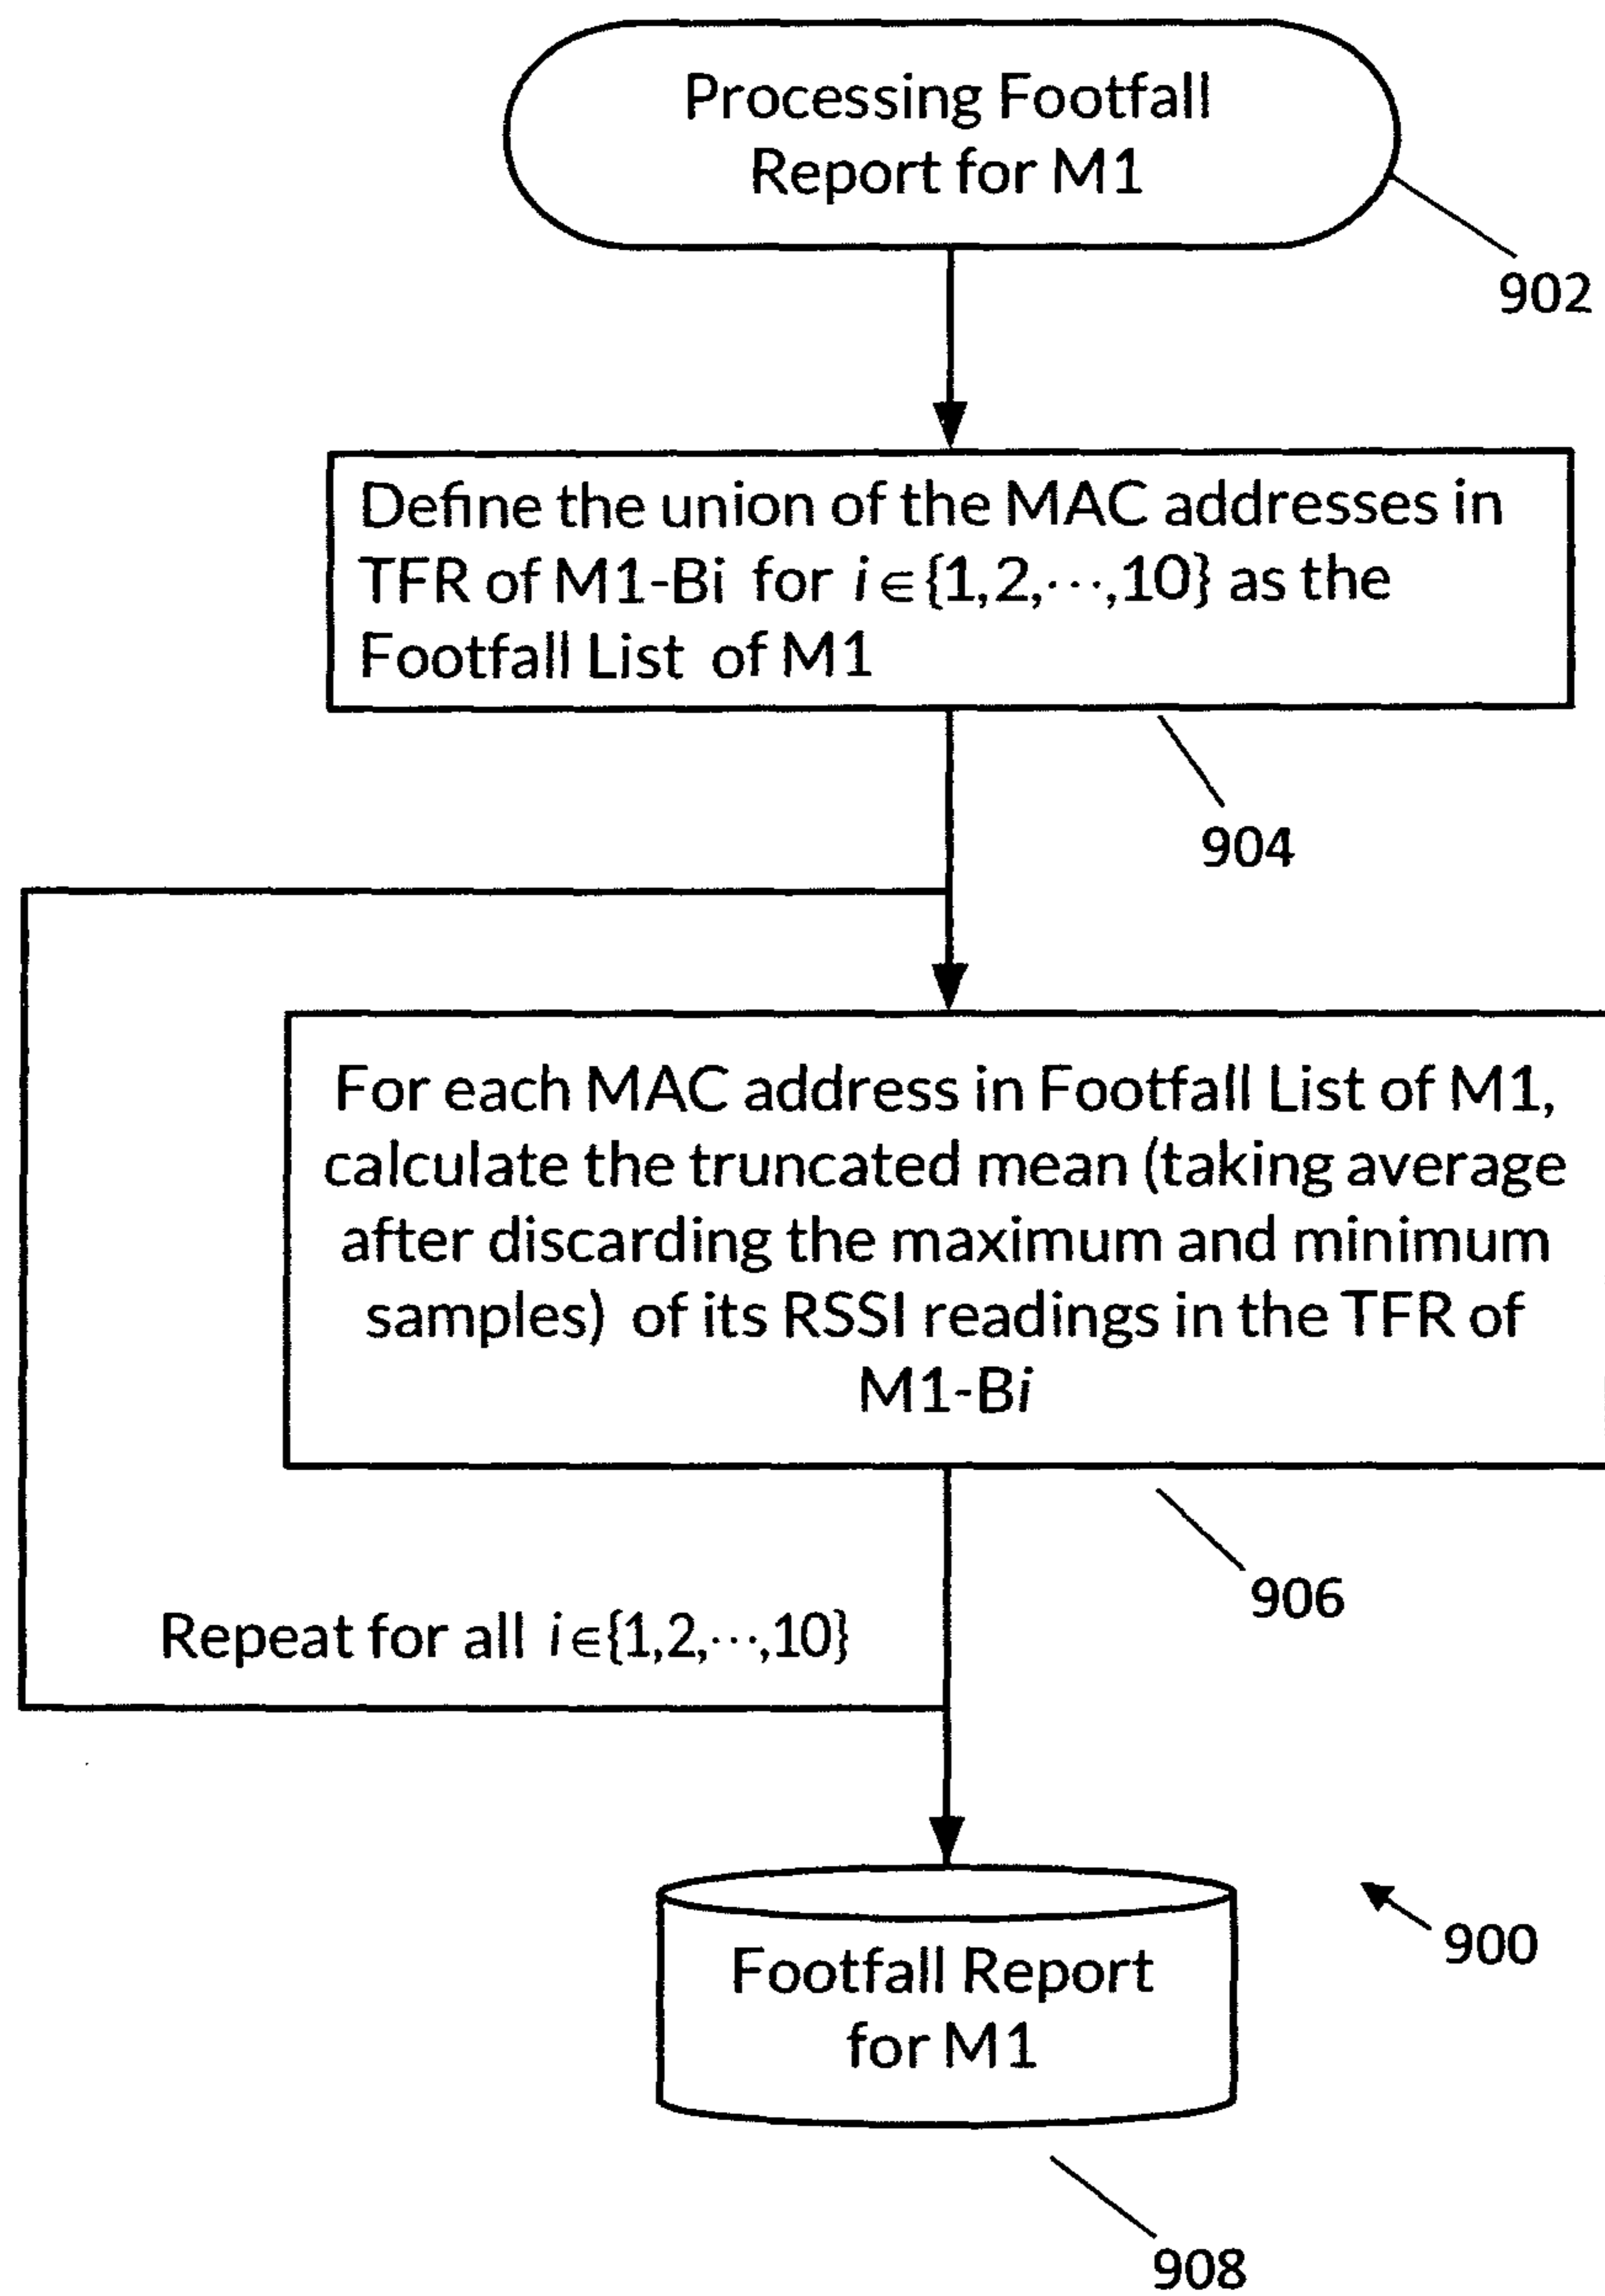 Processing Footfall
Report for M1
902
Define the union of the MAC addresses in
TFR of M1-Bi for i∈{1,2,⋯,10} as the
Footfall List of M1
904
For each MAC address in Footfall List of M1,
calculate the truncated mean (taking average
after discarding the maximum and minimum
samples) of its RSSI readings in the TFR of
M1-Bi
906
Repeat for all i∈{1,2,⋯,10}
Footfall Report
for M1
900
908